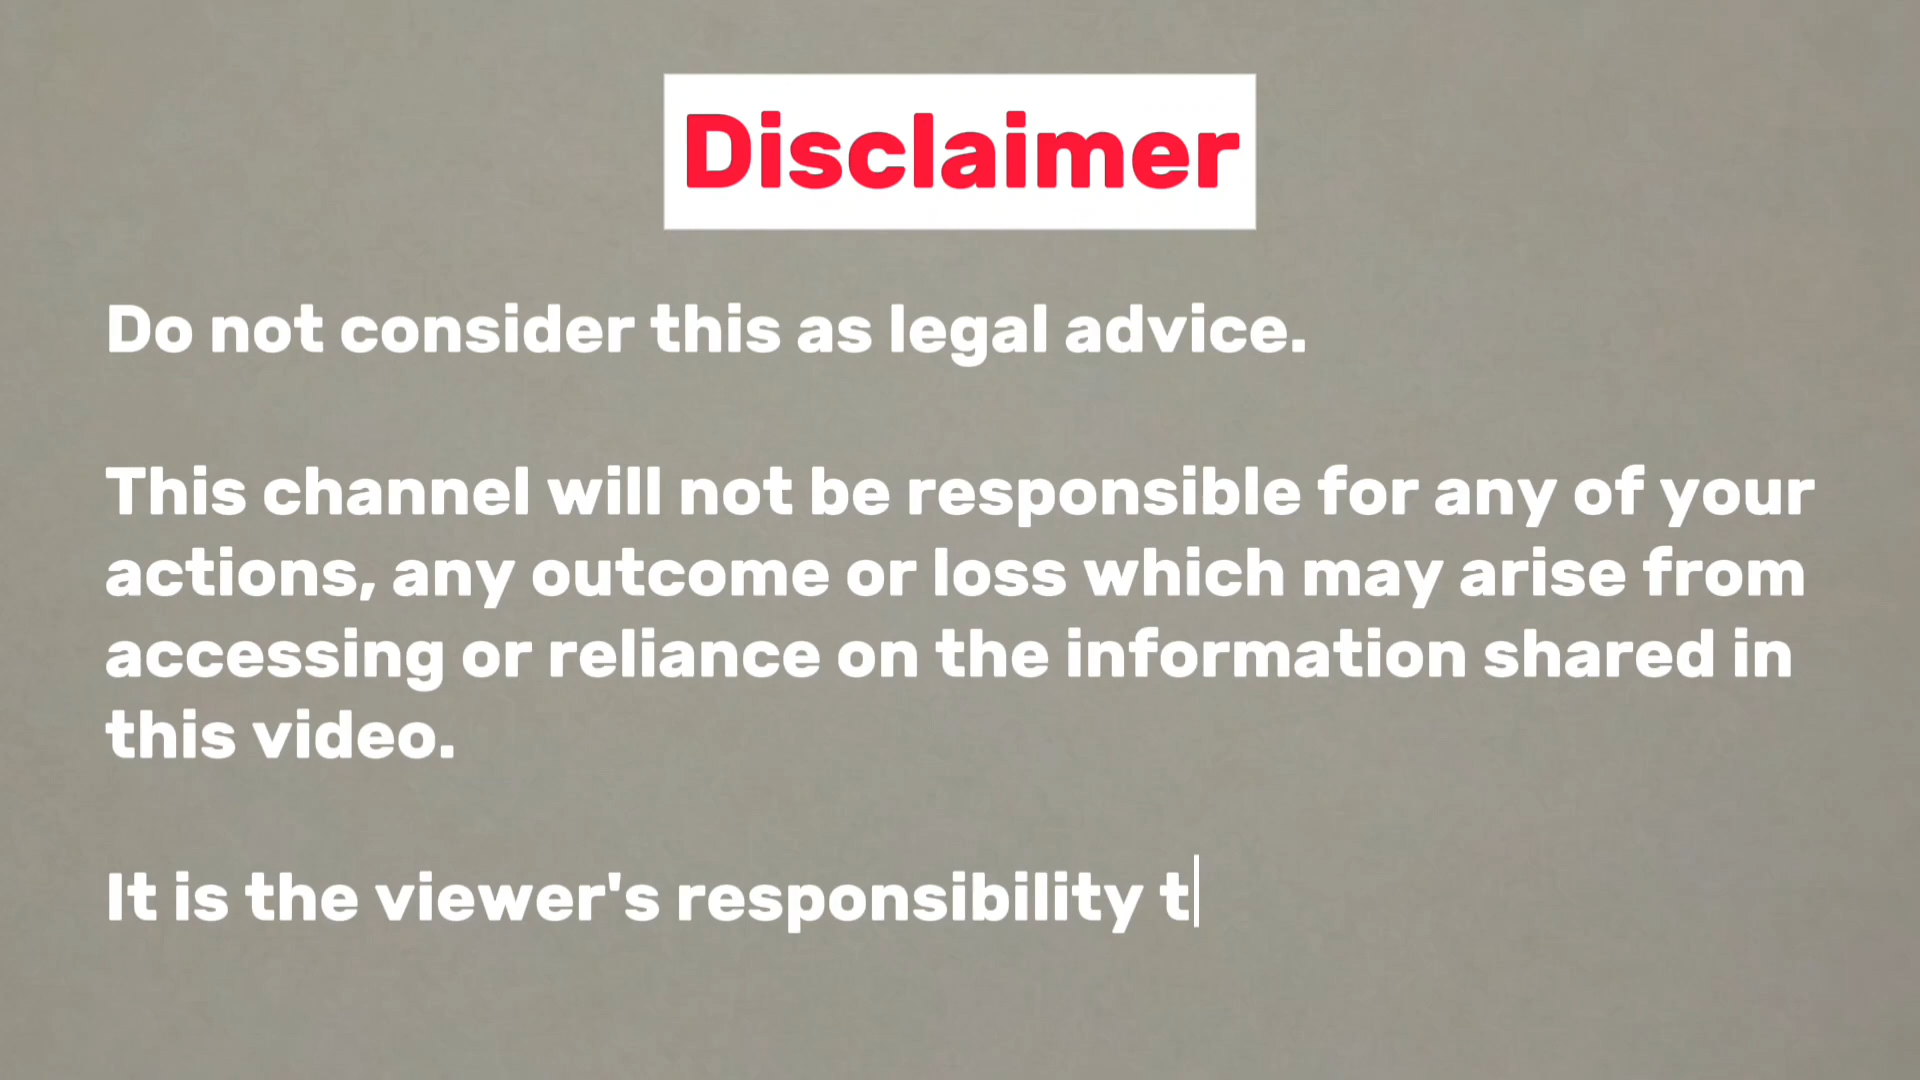 Disclaimer
Do not consider this as legal advice.
This channel will not be responsible for any of your
actions, any outcome or loss which may arise from
accessing or reliance on the information shared in
this video.
It is the viewer's responsibility t